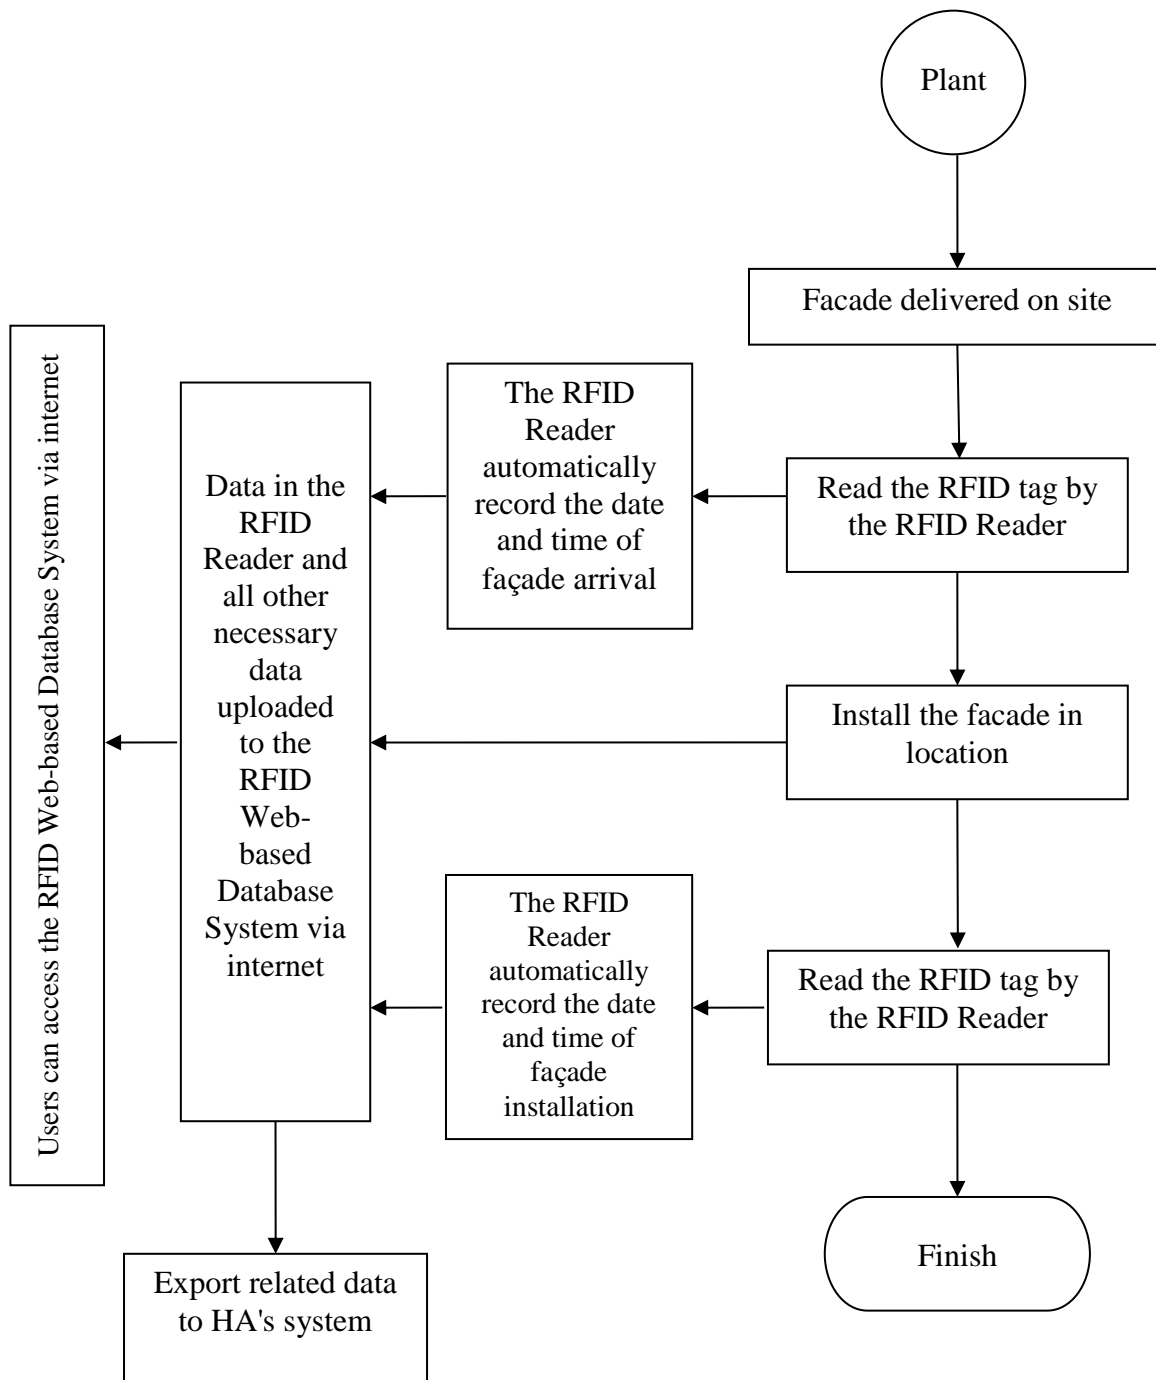 Plant
Facade delivered on site
Read the RFID tag by
the RFID Reader
The RFID
Reader
automatically
record the date
and time of
façade arrival
Install the facade in
location
Read the RFID tag by
the RFID Reader
The RFID
Reader
automatically
record the date
and time of
façade
installation
Finish
Data in the
RFID
Reader and
all other
necessary
data
uploaded
to the
RFID
Web-
based
Database
System via
internet
Users can access the RFID Web-based Database System via internet
Export related data
to HA's system